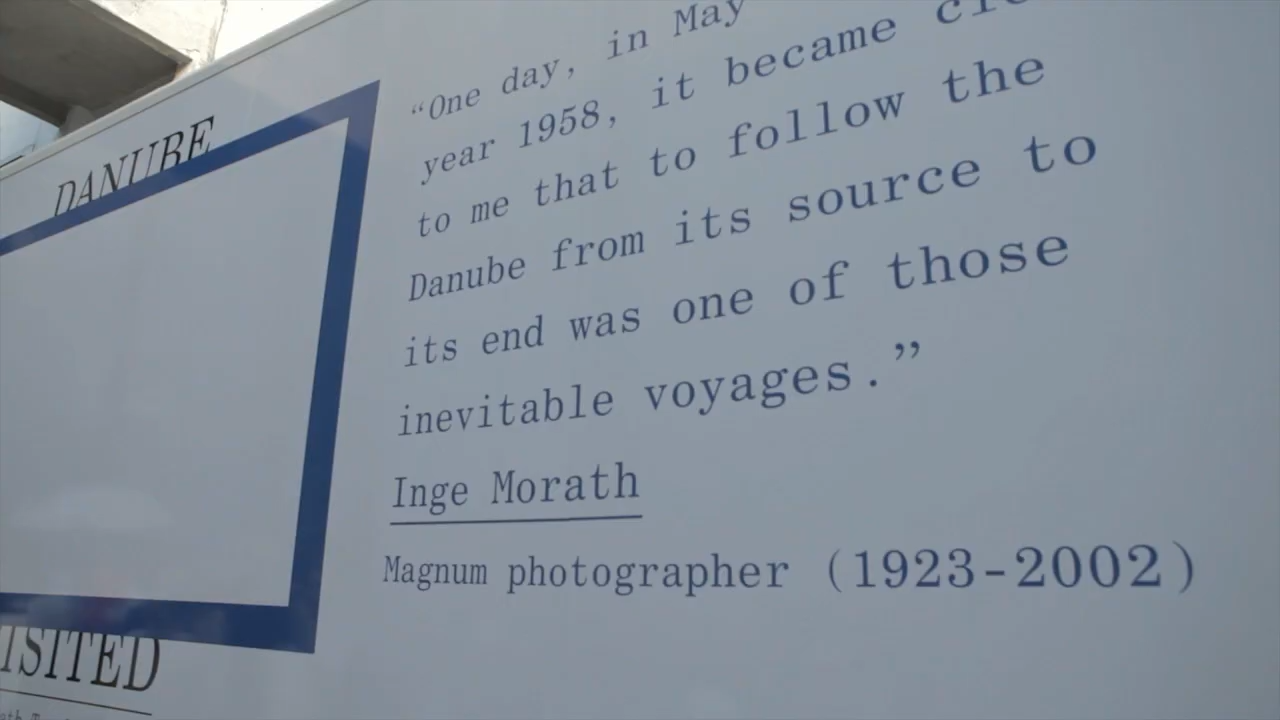 DANUBE
ISITED
“One day, in May
year 1958, it became
to me that to follow the
Danube from its source to
its end was one of those
inevitable voyages.”
Inge Morath
Magnum photographer (1923-2002)